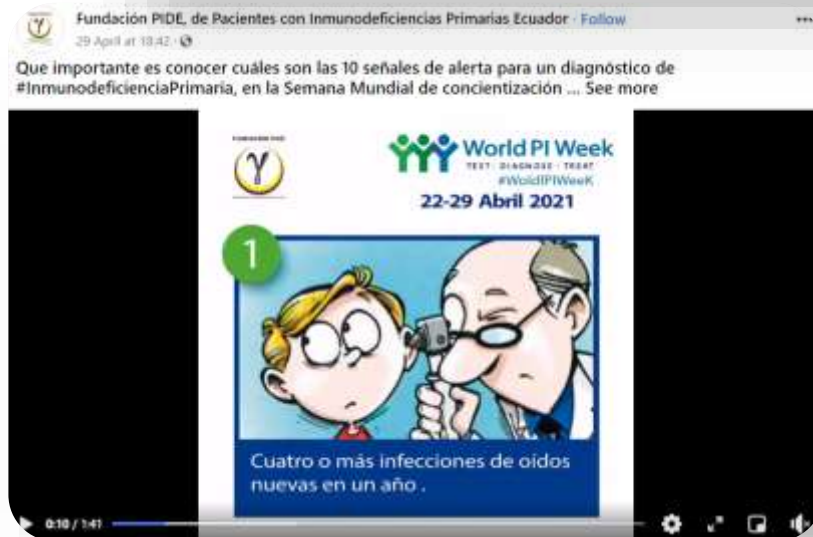 Fundación PIDE, de Pacientes con Inmunodeficiencias Primarias Ecuador · Follow
29 April at 18:42 ·
Que importante es conocer cuáles son las 10 señales de alerta para un diagnóstico de
#InmunodeficienciaPrimaria, en la Semana Mundial de concientización ... See more
FUNDACIÓN PIDE
γ
World PI Week
TEST · DIAGNOSE · TREAT
#WorldPIWeeK
22-29 Abril 2021
1
Cuatro o más infecciones de oídos
nuevas en un año .
0:10 / 1:41